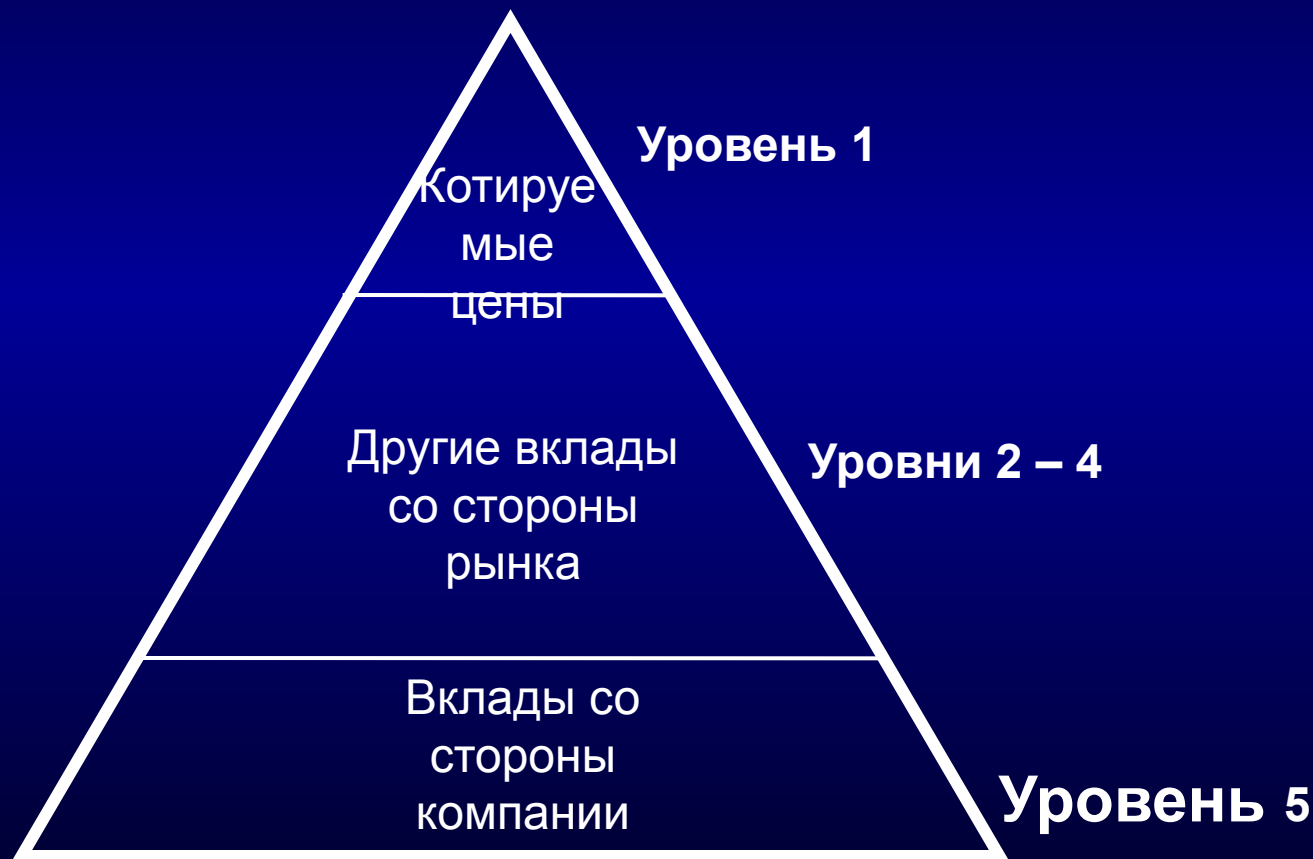 Уровень 1
Котируе
мые
цены
Другие вклады
со стороны
рынка
Уровни 2 – 4
Вклады со
стороны
компании
Уровень 5